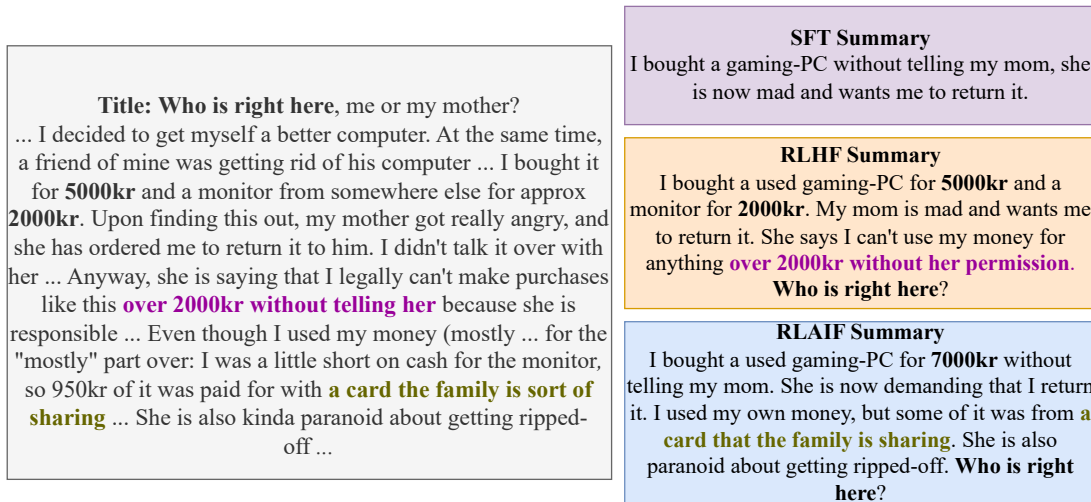 Title: Who is right here, me or my mother?
... I decided to get myself a better computer. At the same time,
a friend of mine was getting rid of his computer ... I bought it
for 5000kr and a monitor from somewhere else for approx
2000kr. Upon finding this out, my mother got really angry, and
she has ordered me to return it to him. I didn't talk it over with
her ... Anyway, she is saying that I legally can't make purchases
like this over 2000kr without telling her because she is
responsible ... Even though I used my money (mostly ... for the
"mostly" part over: I was a little short on cash for the monitor,
so 950kr of it was paid for with a card the family is sort of
sharing ... She is also kinda paranoid about getting ripped-
off ...
SFT Summary
I bought a gaming-PC without telling my mom, she
is now mad and wants me to return it.
RLHF Summary
I bought a used gaming-PC for 5000kr and a
monitor for 2000kr. My mom is mad and wants me
to return it. She says I can't use my money for
anything over 2000kr without her permission.
Who is right here?
RLAIF Summary
I bought a used gaming-PC for 7000kr without
telling my mom. She is now demanding that I return
it. I used my own money, but some of it was from a
card that the family is sharing. She is also
paranoid about getting ripped-off. Who is right
here?